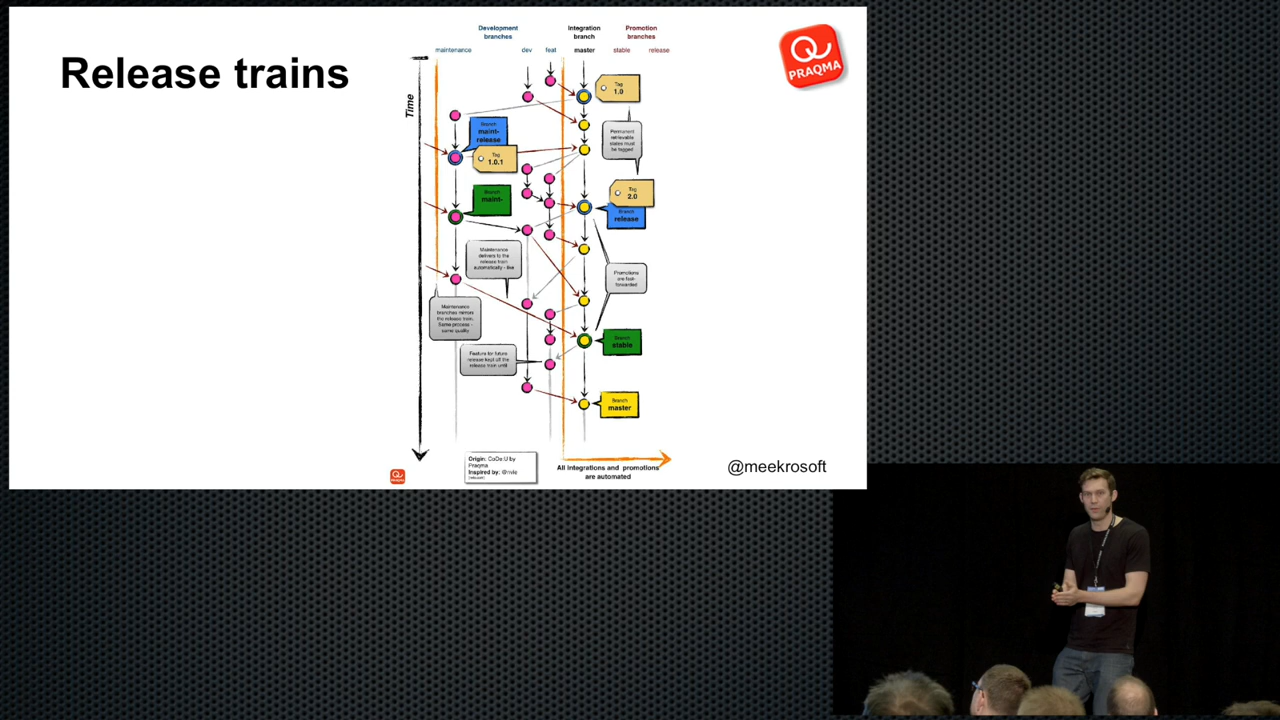 Release trains
PRAQMA
Development
branches
Integration
branch
Promotion
branches
maintenance
dev
feat
master
stable
release
Time
Tag
1.0
Branch
maint-
release
Tag
1.0.1
Permanent
retrievable
states must
be tagged
Branch
maint-
Tag
2.0
Branch
release
Maintenance
delivers to the
release train
automatically - like
Promotions
are fast-
forwarded
Maintenance
branches mirrors
the release train.
Same process -
same quality
Feature for future
release kept off the
release train until
Branch
stable
Branch
master
Origin: CoDe:U by
Praqma
Inspired by: @nvie
All integrations and promotions
are automated
@meekrosoft